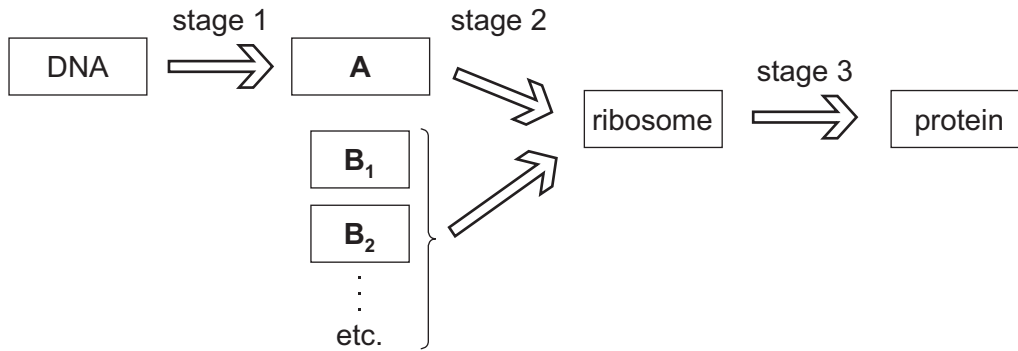 stage 1
stage 2
DNA
A
stage 3
ribosome
protein
B₁
B₂
etc.